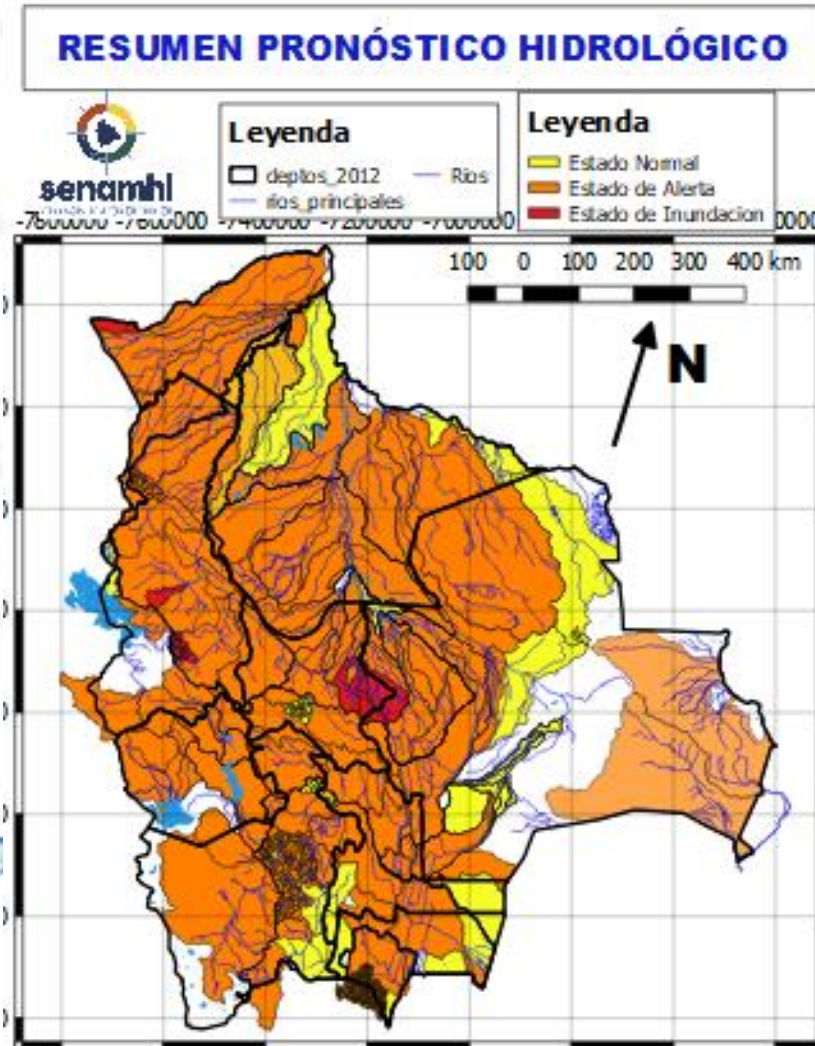 RESUMEN PRONÓSTICO HIDROLÓGICO
senamhi
Leyenda
deptos_2012
Rios
rios_principales
Leyenda
Estado Normal
Estado de Alerta
Estado de Inundacion
-7600000
-7400000
-7200000
-7000000
100 0 100 200 300 400 km
N